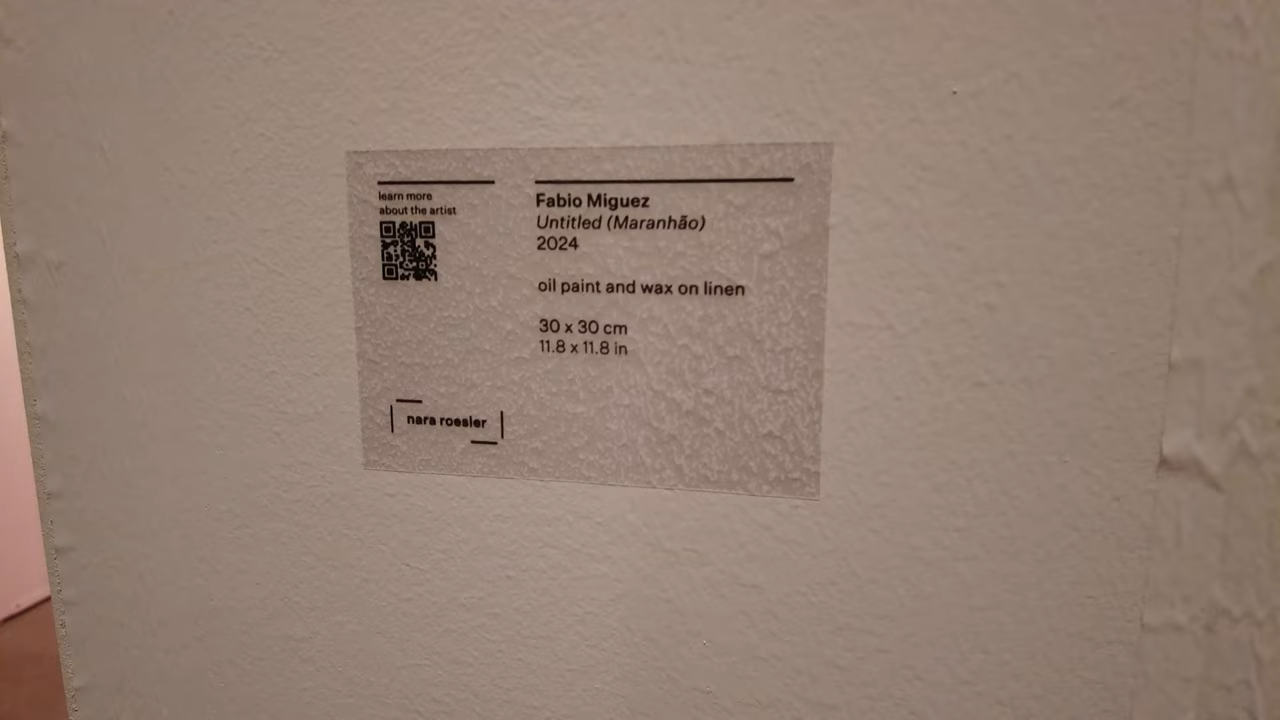 learn more
about the artist
Fabio Miguez
Untitled (Maranhão)
2024
oil paint and wax on linen
30 x 30 cm
11.8 x 11.8 in
nara roesler